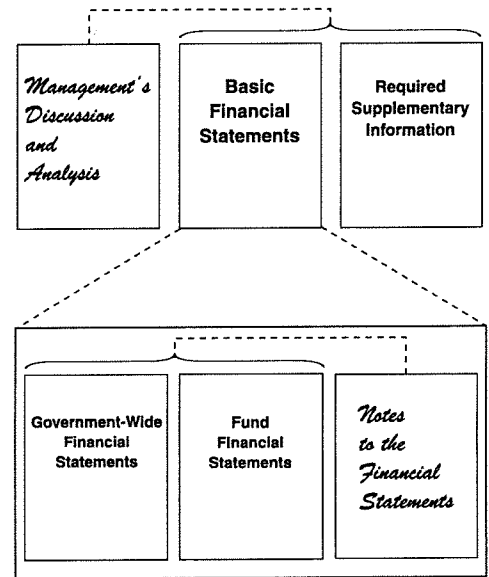 Management's
Discussion
and
Analysis
Basic
Financial
Statements
Required
Supplementary
Information
Government-Wide
Financial
Statements
Fund
Financial
Statements
Notes
to the
Financial
Statements